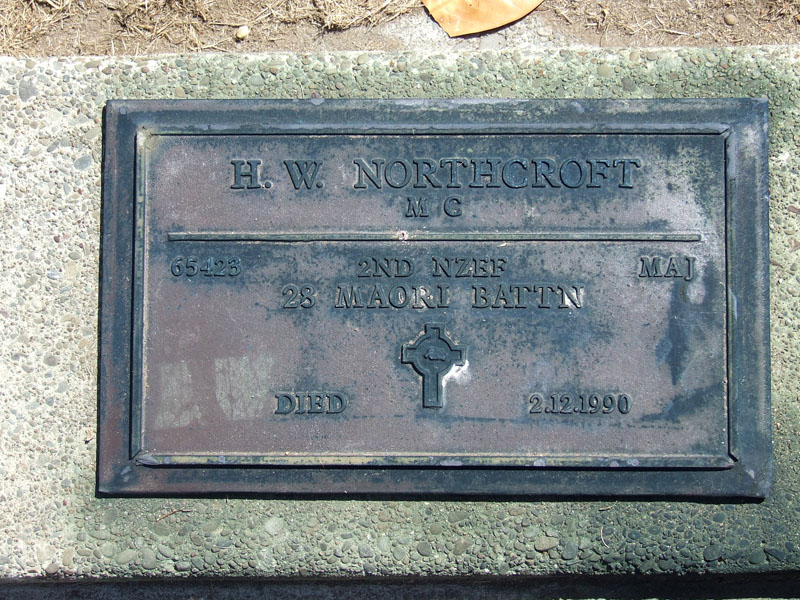 H. W. NORTHCROFT
M C
65423 2ND NZEF MAJ
28 MAORI BATTN
DIED 2.12.1990